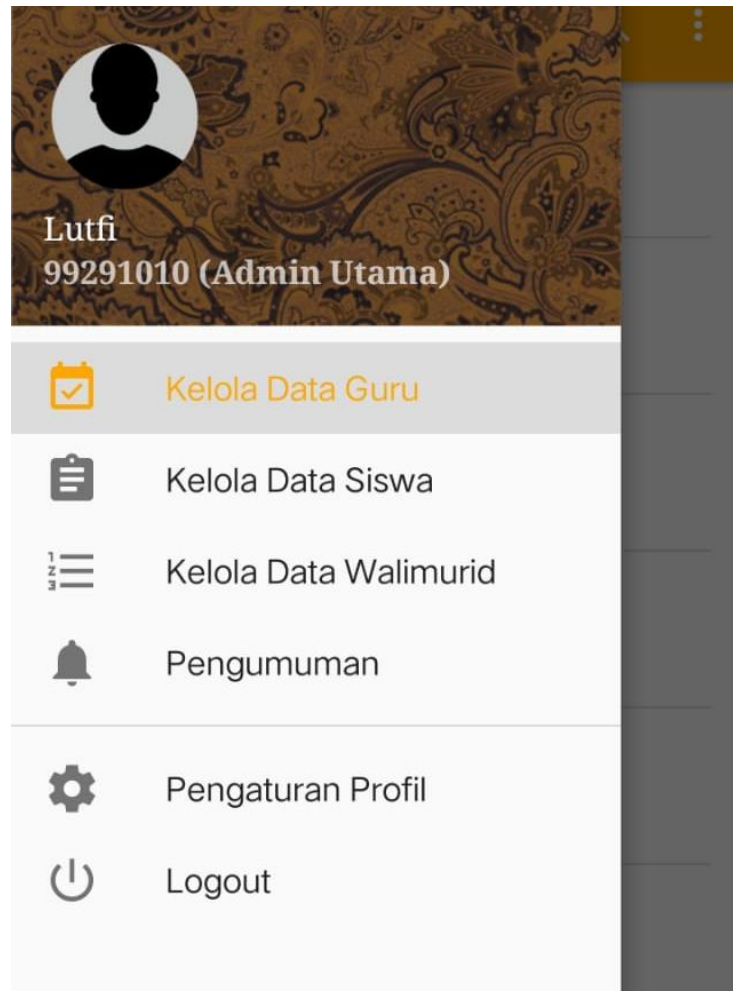 Lutfi
99291010 (Admin Utama)
Kelola Data Guru
Kelola Data Siswa
Kelola Data Walimurid
Pengumuman
Pengaturan Profil
Logout